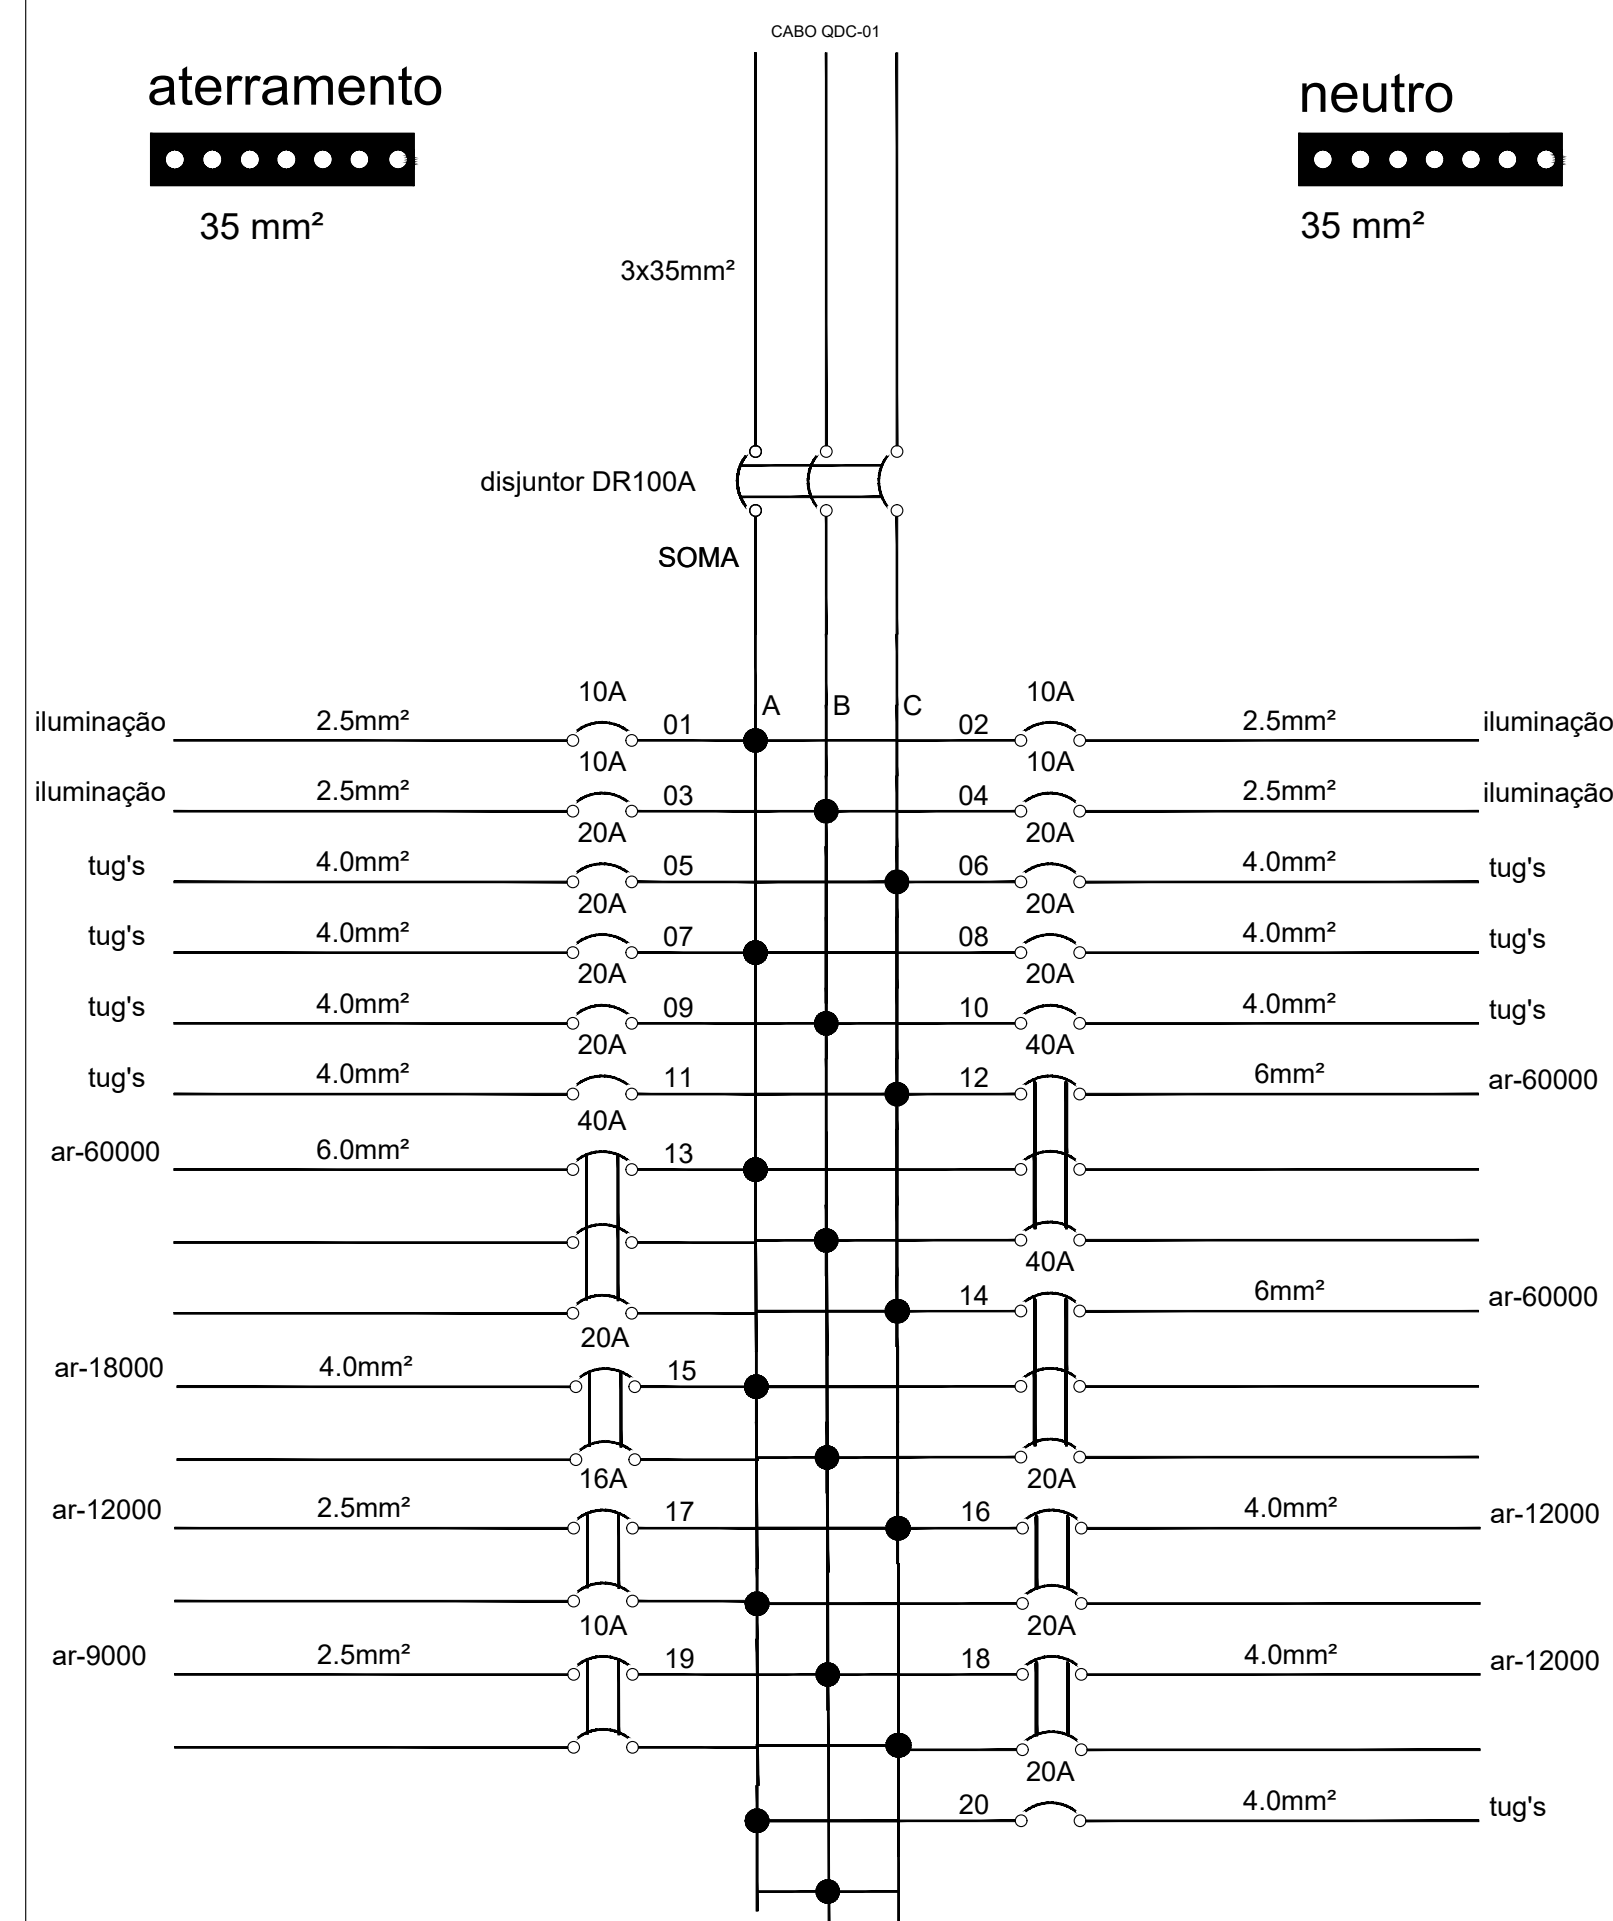 CABO QDC-01
aterramento
neutro
35 mm²
35 mm²
3x35mm²
disjuntor DR100A
SOMA
A B C
10A 10A
iluminação 2.5mm² 01 02 2.5mm² iluminação
10A 10A
iluminação 2.5mm² 03 04 2.5mm² iluminação
20A 20A
tug's 4.0mm² 05 06 4.0mm² tug's
20A 20A
tug's 4.0mm² 07 08 4.0mm² tug's
20A 20A
tug's 4.0mm² 09 10 4.0mm² tug's
20A 40A
tug's 4.0mm² 11 12 6mm² ar-60000
40A
ar-60000 6.0mm² 13
40A
14 6mm² ar-60000
20A
ar-18000 4.0mm² 15
16A 20A
ar-12000 2.5mm² 17 16 4.0mm² ar-12000
10A 20A
ar-9000 2.5mm² 19 18 4.0mm² ar-12000
20A
20 4.0mm² tug's